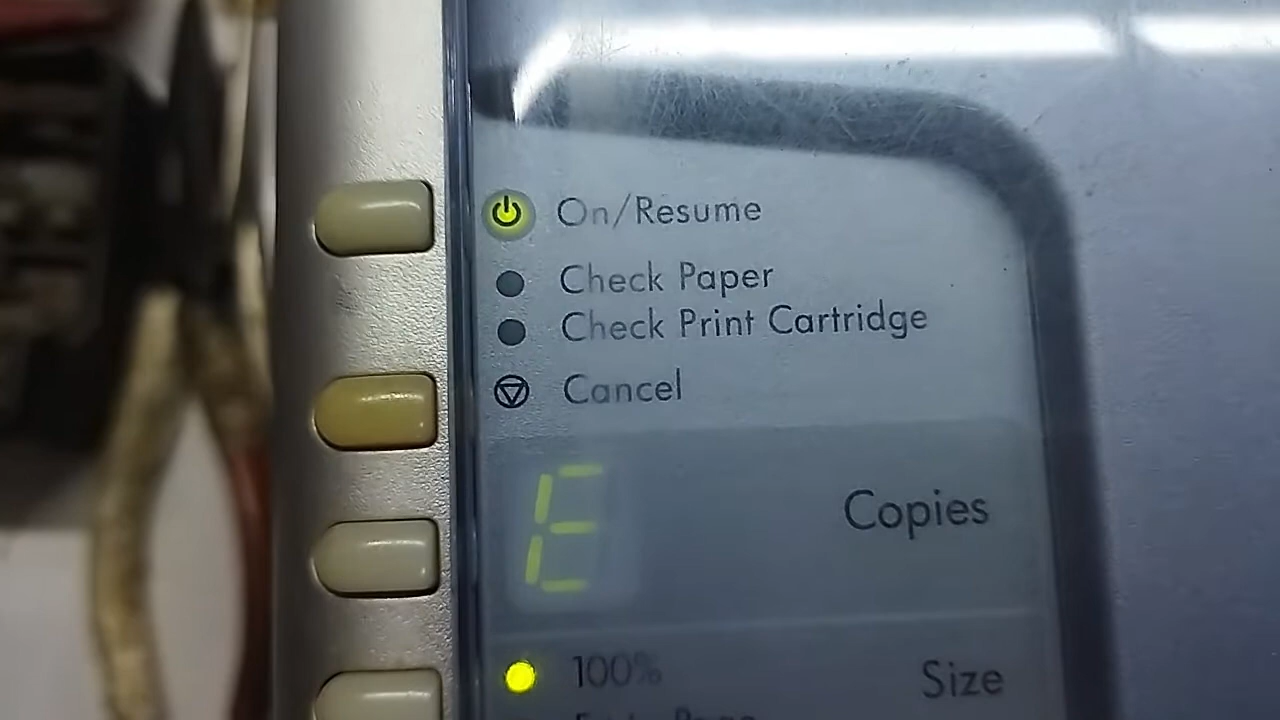 On/Resume
Check Paper
Check Print Cartridge
Cancel
E
Copies
100%
Size